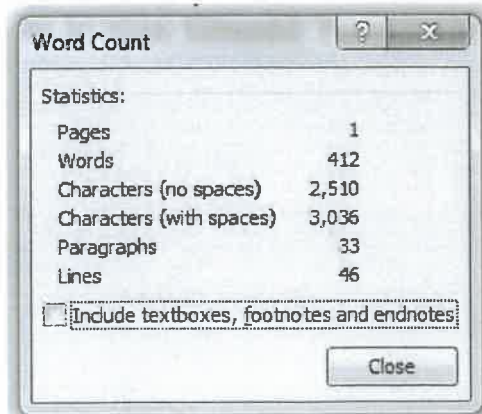 Word Count
Statistics:
Pages 1
Words 412
Characters (no spaces) 2,510
Characters (with spaces) 3,036
Paragraphs 33
Lines 46
Include textboxes, footnotes and endnotes
Close